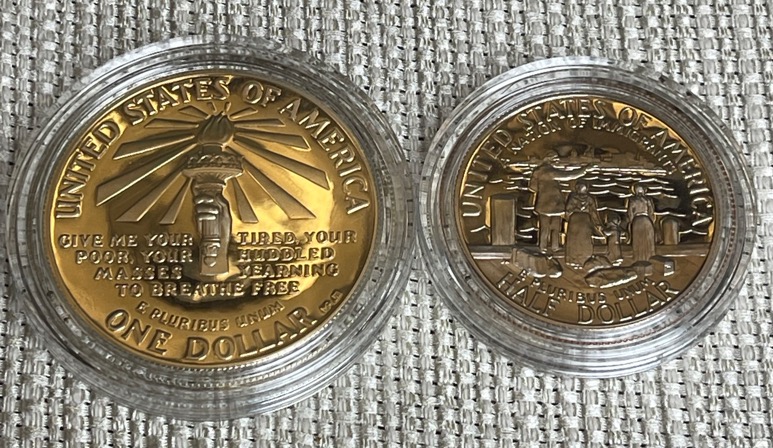 UNITED STATES OF AMERICA
GIVE ME YOUR TIRED, YOUR
POOR, YOUR HUDDLED
MASSES YEARNING
TO BREATHE FREE
E PLURIBUS UNUM
ONE DOLLAR
UNITED STATES OF AMERICA
A NATION OF IMMIGRANTS
E PLURIBUS UNUM
HALF DOLLAR